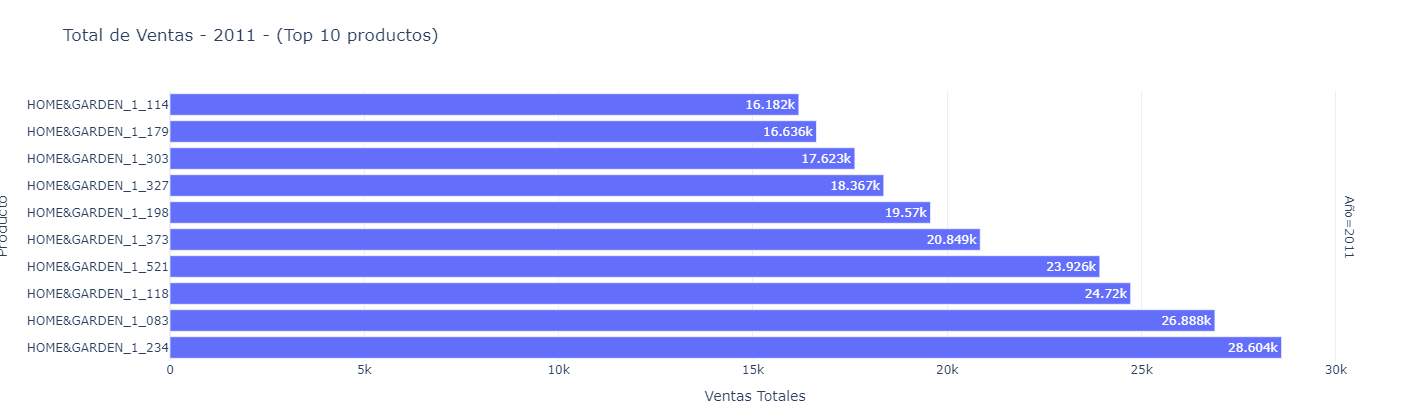 Total de Ventas - 2011 - (Top 10 productos)
HOME&GARDEN_1_114 16.182k
HOME&GARDEN_1_179 16.636k
HOME&GARDEN_1_303 17.623k
HOME&GARDEN_1_327 18.367k
HOME&GARDEN_1_198 19.57k
HOME&GARDEN_1_373 20.849k
HOME&GARDEN_1_521 23.926k
HOME&GARDEN_1_118 24.72k
HOME&GARDEN_1_083 26.888k
HOME&GARDEN_1_234 28.604k
Producto
Año=2011
0 5k 10k 15k 20k 25k 30k
Ventas Totales